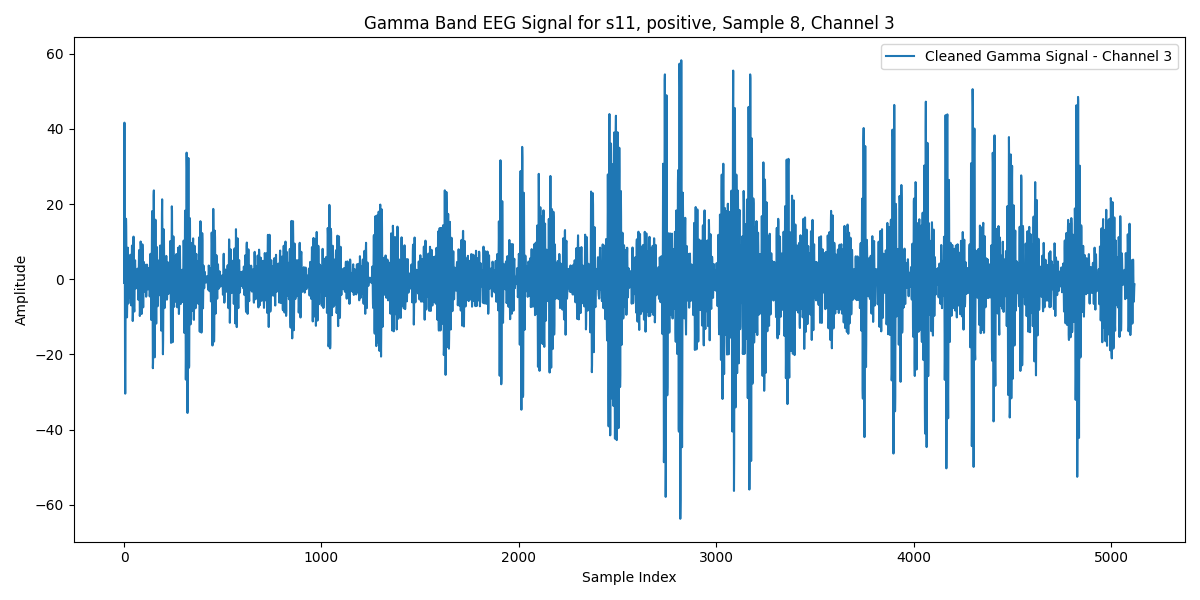 Gamma Band EEG Signal for s11, positive, Sample 8, Channel 3
Cleaned Gamma Signal - Channel 3
60
40
20
0
−20
−40
−60
Amplitude
0 1000 2000 3000 4000 5000
Sample Index